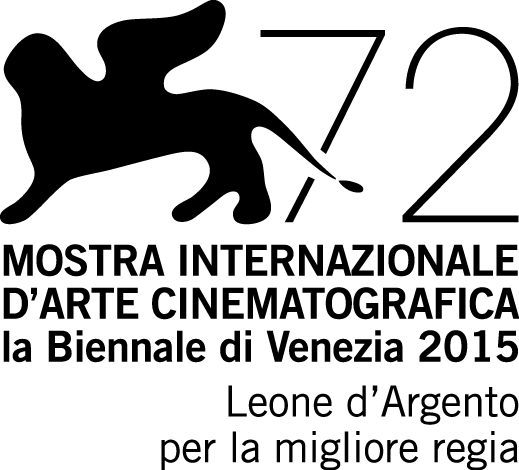 72
MOSTRA INTERNAZIONALE
D'ARTE CINEMATOGRAFICA
la Biennale di Venezia 2015
Leone d'Argento
per la migliore regia